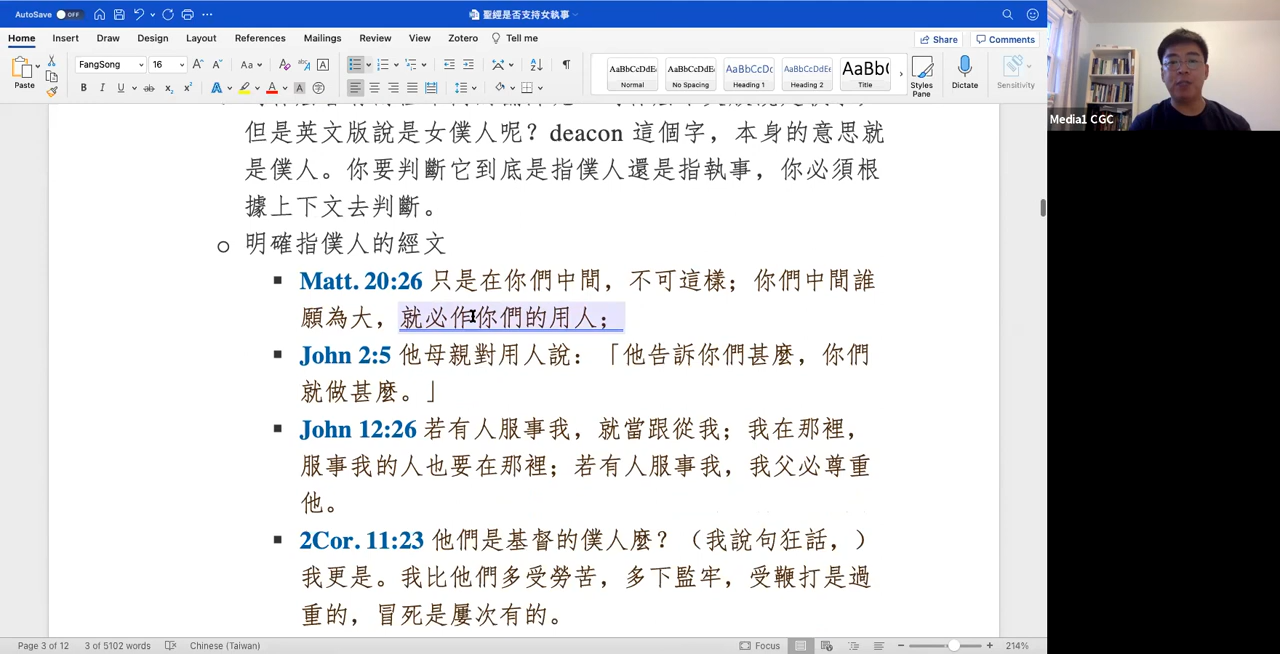 AutoSave OFF
聖經是否支持女執事
Home Insert Draw Design Layout References Mailings Review View Zotero Tell me
Share Comments
Paste
FangSong 16
AaBbCcDdEe AaBbCcDdEe AaBbCcDc AaBbCcDdEe AaBb(
Normal No Spacing Heading 1 Heading 2 Title
Styles Pane
Dictate
Sensitivity
Media1 CGC
但是英文版說是女僕人呢？deacon 這個字，本身的意思就
是僕人。你要判斷它到底是指僕人還是指執事，你必須根
據上下文去判斷。
明確指僕人的經文
Matt. 20:26 只是在你們中間，不可這樣；你們中間誰
願為大，就必作你們的用人；
John 2:5 他母親對用人說：「他告訴你們甚麼，你們
就做甚麼。」
John 12:26 若有人服事我，就當跟從我；我在那裡，
服事我的人也要在那裡；若有人服事我，我父必尊重
他。
2Cor. 11:23 他們是基督的僕人麼？（我說句狂話，）
我更是。我比他們多受勞苦，多下監牢，受鞭打是過
重的，冒死是屢次有的。
Page 3 of 12 3 of 5102 words Chinese (Taiwan) Focus 214%